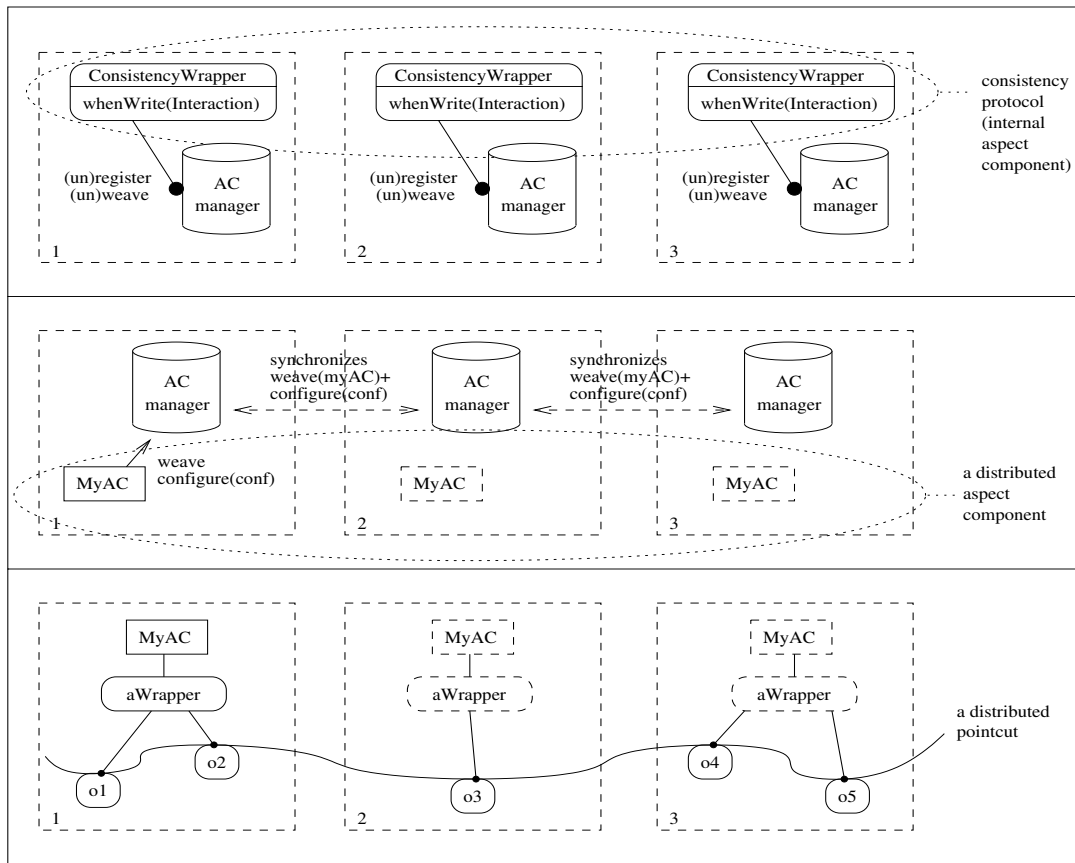 ConsistencyWrapper
whenWrite(Interaction)
(un)register
(un)weave
AC
manager
1
ConsistencyWrapper
whenWrite(Interaction)
(un)register
(un)weave
AC
manager
2
ConsistencyWrapper
whenWrite(Interaction)
(un)register
(un)weave
AC
manager
3
consistency
protocol
(internal
aspect
component)
AC
manager
synchronizes
weave(myAC)+
configure(conf)
AC
manager
synchronizes
weave(myAC)+
configure(conf)
AC
manager
weave
configure(conf)
MyAC
1
MyAC
2
MyAC
3
a distributed
aspect
component
MyAC
aWrapper
o1
o2
1
MyAC
aWrapper
o3
2
MyAC
aWrapper
o4
o5
3
a distributed
pointcut